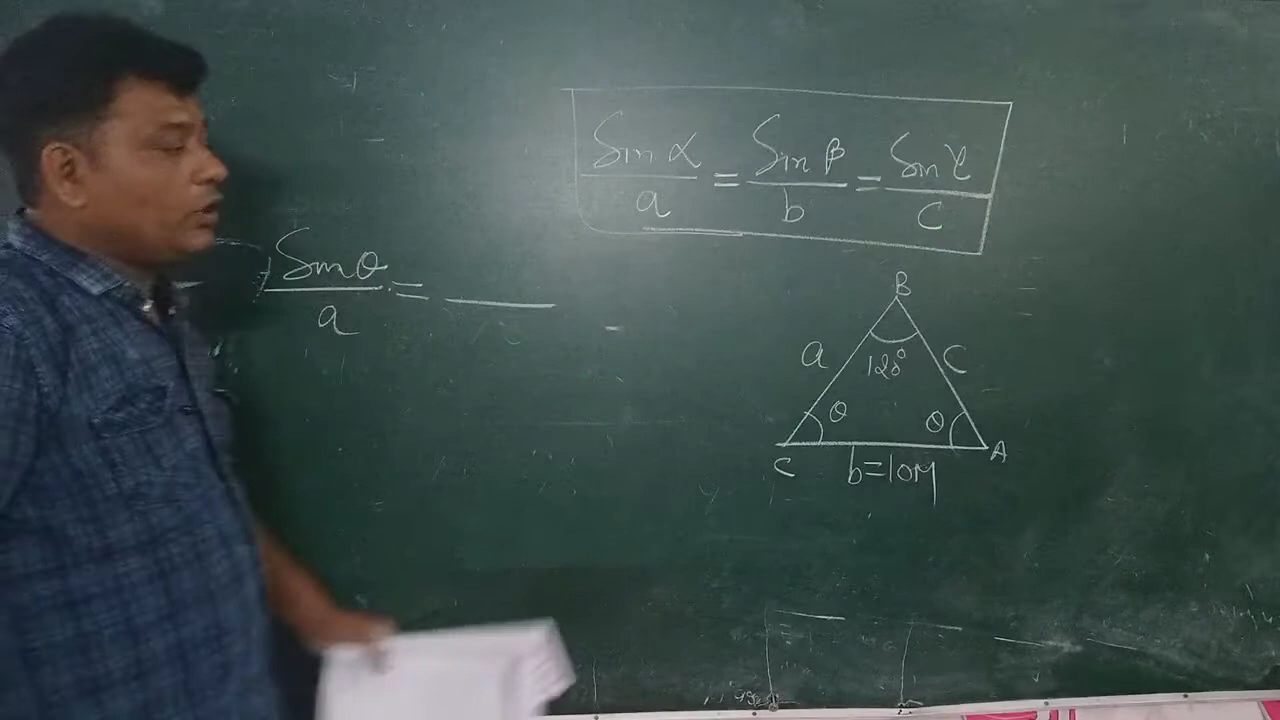 Sin α / a = Sin β / b = Sin γ / c
Sin θ / a =
B
a 120° C
θ θ
C A
b=10M